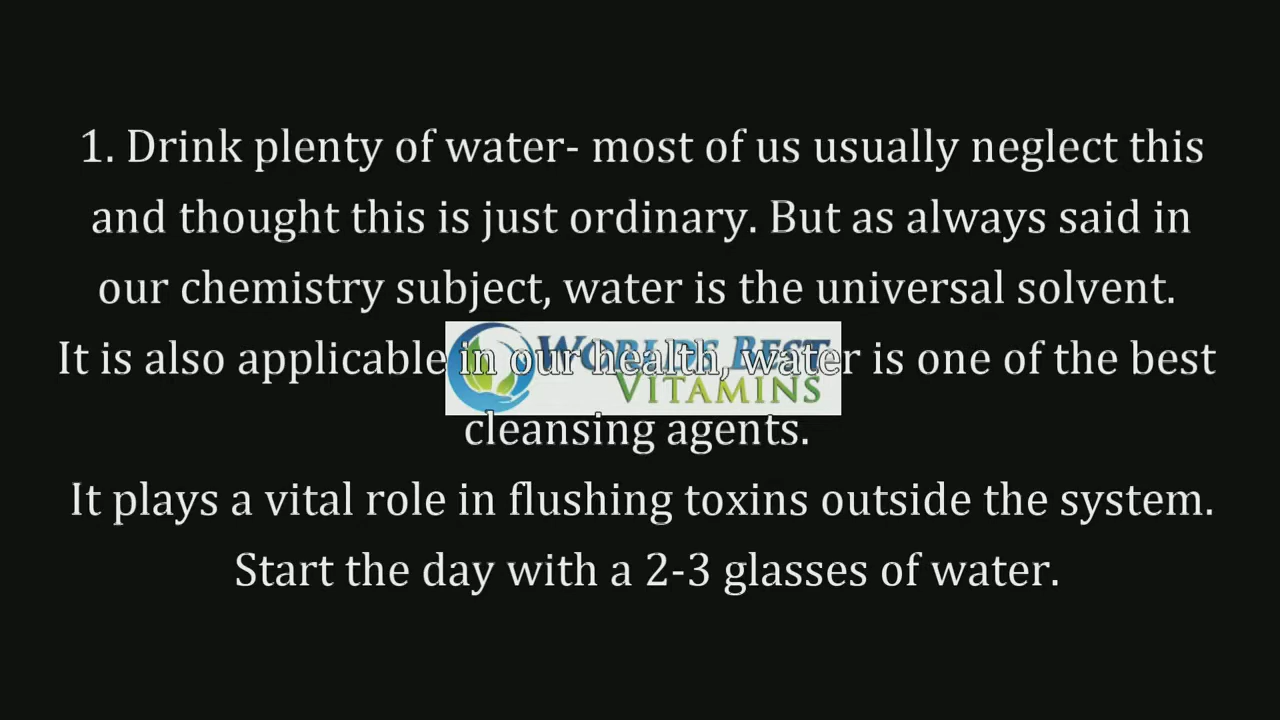 1. Drink plenty of water- most of us usually neglect this
and thought this is just ordinary. But as always said in
our chemistry subject, water is the universal solvent.
It is also applicable in our health, water is one of the best
WORLDS BEST
VITAMINS
cleansing agents.
It plays a vital role in flushing toxins outside the system.
Start the day with a 2-3 glasses of water.